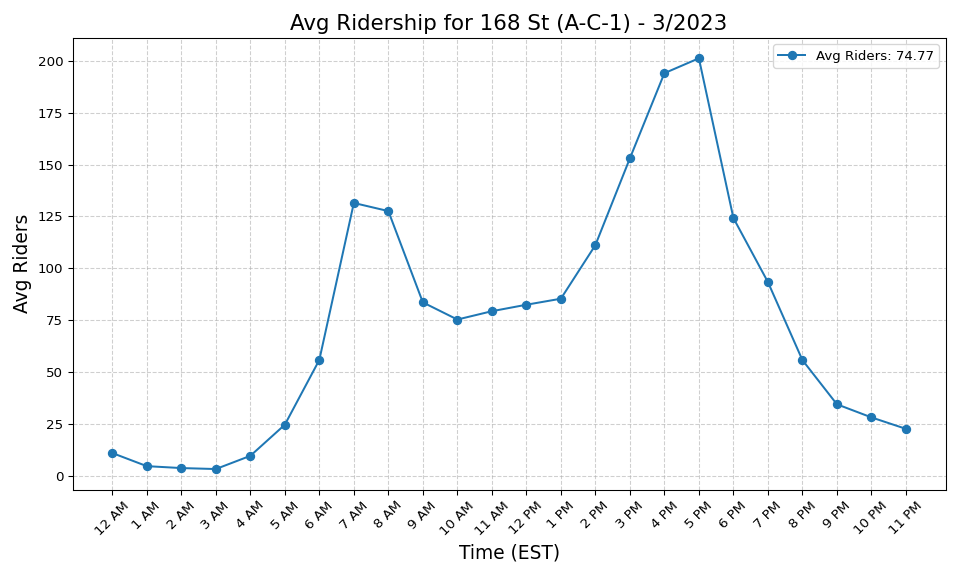 Avg Ridership for 168 St (A-C-1) - 3/2023
Avg Riders: 74.77
200
175
150
125
100
75
50
25
0
Avg Riders
12 AM
1 AM
2 AM
3 AM
4 AM
5 AM
6 AM
7 AM
8 AM
9 AM
10 AM
11 AM
12 PM
1 PM
2 PM
3 PM
4 PM
5 PM
6 PM
7 PM
8 PM
9 PM
10 PM
11 PM
Time (EST)